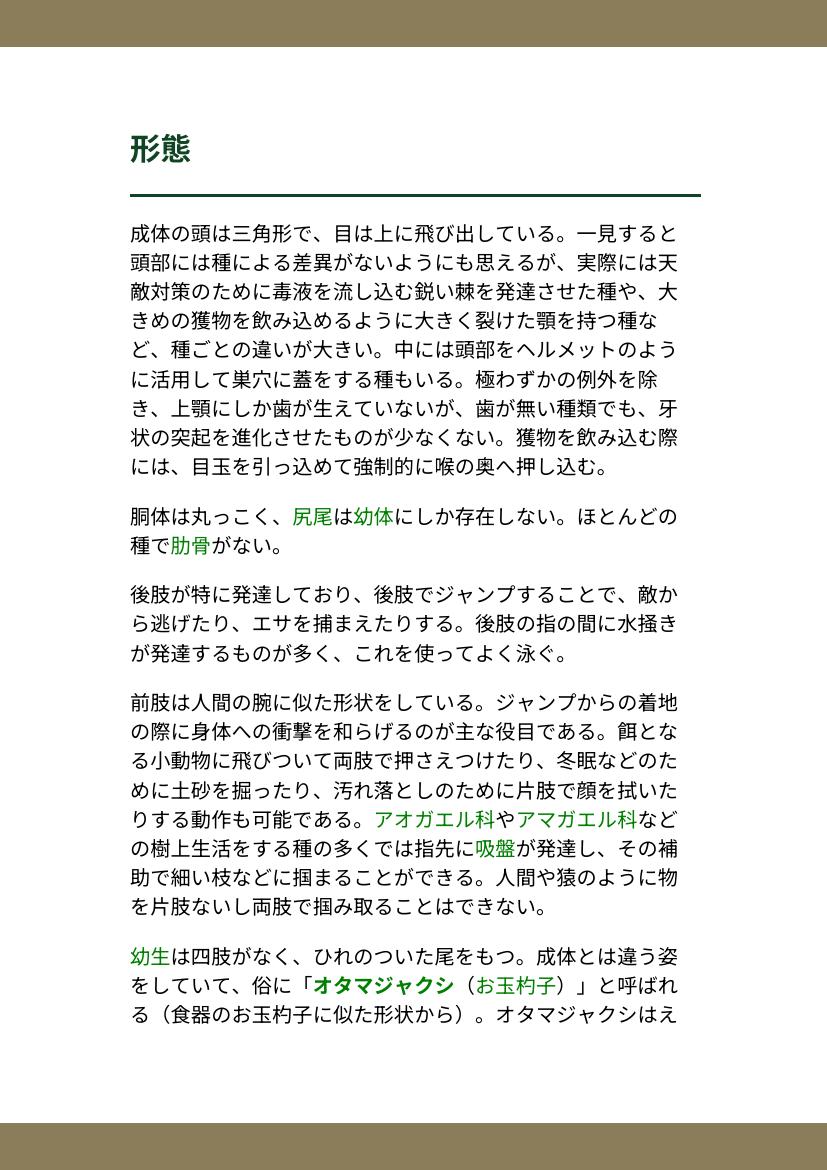 形態
成体の頭は三角形で、目は上に飛び出している。一見すると
頭部には種による差異がないようにも思えるが、実際には天
敵対策のために毒液を流し込む鋭い棘を発達させた種や、大
きめの獲物を飲み込めるように大きく裂けた顎を持つ種な
ど、種ごとの違いが大きい。中には頭部をヘルメットのよう
に活用して巣穴に蓋をする種もいる。極わずかの例外を除
き、上顎にしか歯が生えていないが、歯が無い種類でも、牙
状の突起を進化させたものが少なくない。獲物を飲み込む際
には、目玉を引っ込めて強制的に喉の奥へ押し込む。
胴体は丸っこく、尻尾は幼体にしか存在しない。ほとんどの
種で肋骨がない。
後肢が特に発達しており、後肢でジャンプすることで、敵か
ら逃げたり、エサを捕まえたりする。後肢の指の間に水掻き
が発達するものが多く、これを使ってよく泳ぐ。
前肢は人間の腕に似た形状をしている。ジャンプからの着地
の際に身体への衝撃を和らげるのが主な役目である。餌とな
る小動物に飛びついて両肢で押さえつけたり、冬眠などのた
めに土砂を掘ったり、汚れ落としのために片肢で顔を拭いた
りする動作も可能である。アオガエル科やアマガエル科など
の樹上生活をする種の多くでは指先に吸盤が発達し、その補
助で細い枝などに掴まることができる。人間や猿のように物
を片肢ないし両肢で掴み取ることはできない。
幼生は四肢がなく、ひれのついた尾をもつ。成体とは違う姿
をしていて、俗に「オタマジャクシ（お玉杓子）」と呼ばれ
る（食器のお玉杓子に似た形状から）。オタマジャクシはえ